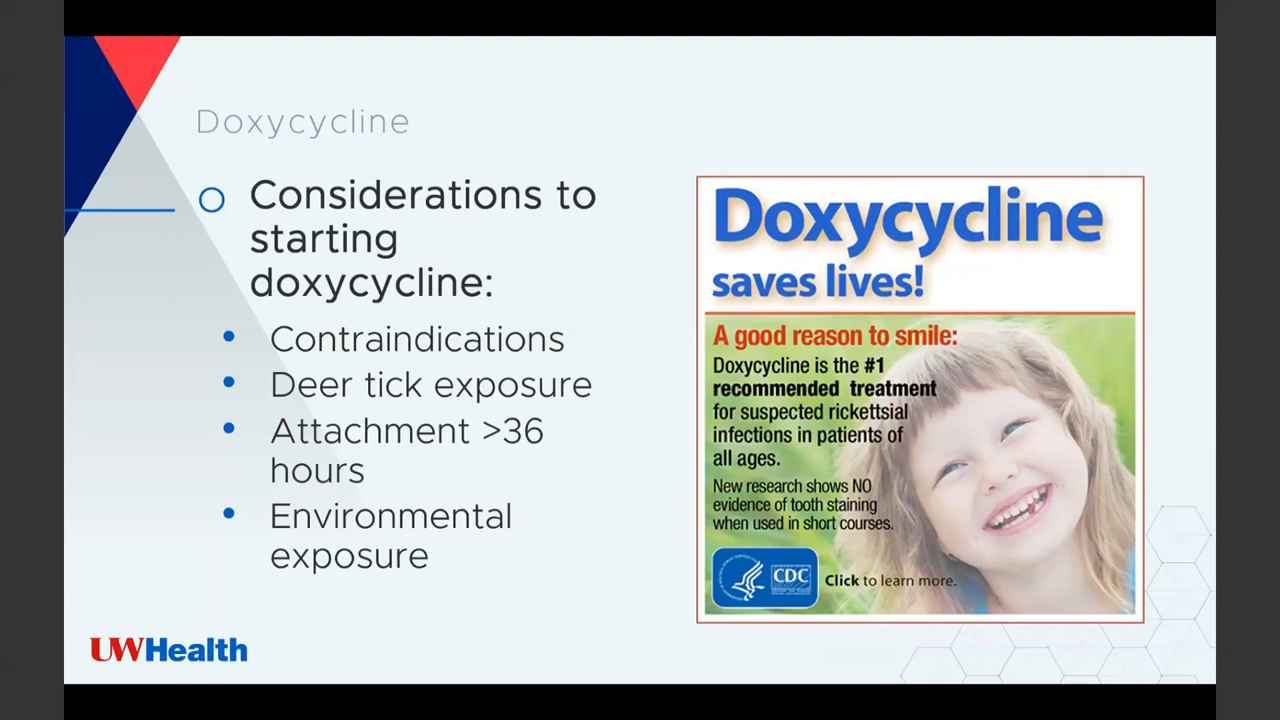 Doxycycline
Considerations to
starting
doxycycline:
• Contraindications
• Deer tick exposure
• Attachment >36
hours
• Environmental
exposure
Doxycycline
saves lives!
A good reason to smile:
Doxycycline is the #1
recommended treatment
for suspected rickettsial
infections in patients of
all ages.
New research shows NO
evidence of tooth staining
when used in short courses.
CDC
Click to learn more.
UWHealth